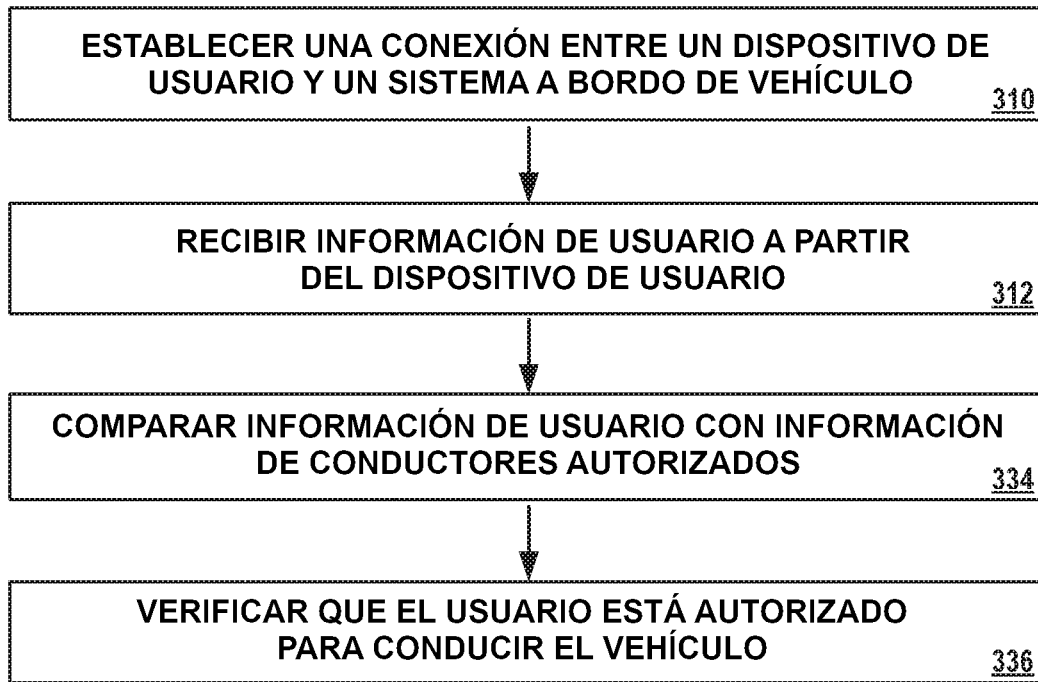 ESTABLECER UNA CONEXIÓN ENTRE UN DISPOSITIVO DE
USUARIO Y UN SISTEMA A BORDO DE VEHÍCULO
310
RECIBIR INFORMACIÓN DE USUARIO A PARTIR
DEL DISPOSITIVO DE USUARIO
312
COMPARAR INFORMACIÓN DE USUARIO CON INFORMACIÓN
DE CONDUCTORES AUTORIZADOS
334
VERIFICAR QUE EL USUARIO ESTÁ AUTORIZADO
PARA CONDUCIR EL VEHÍCULO
336